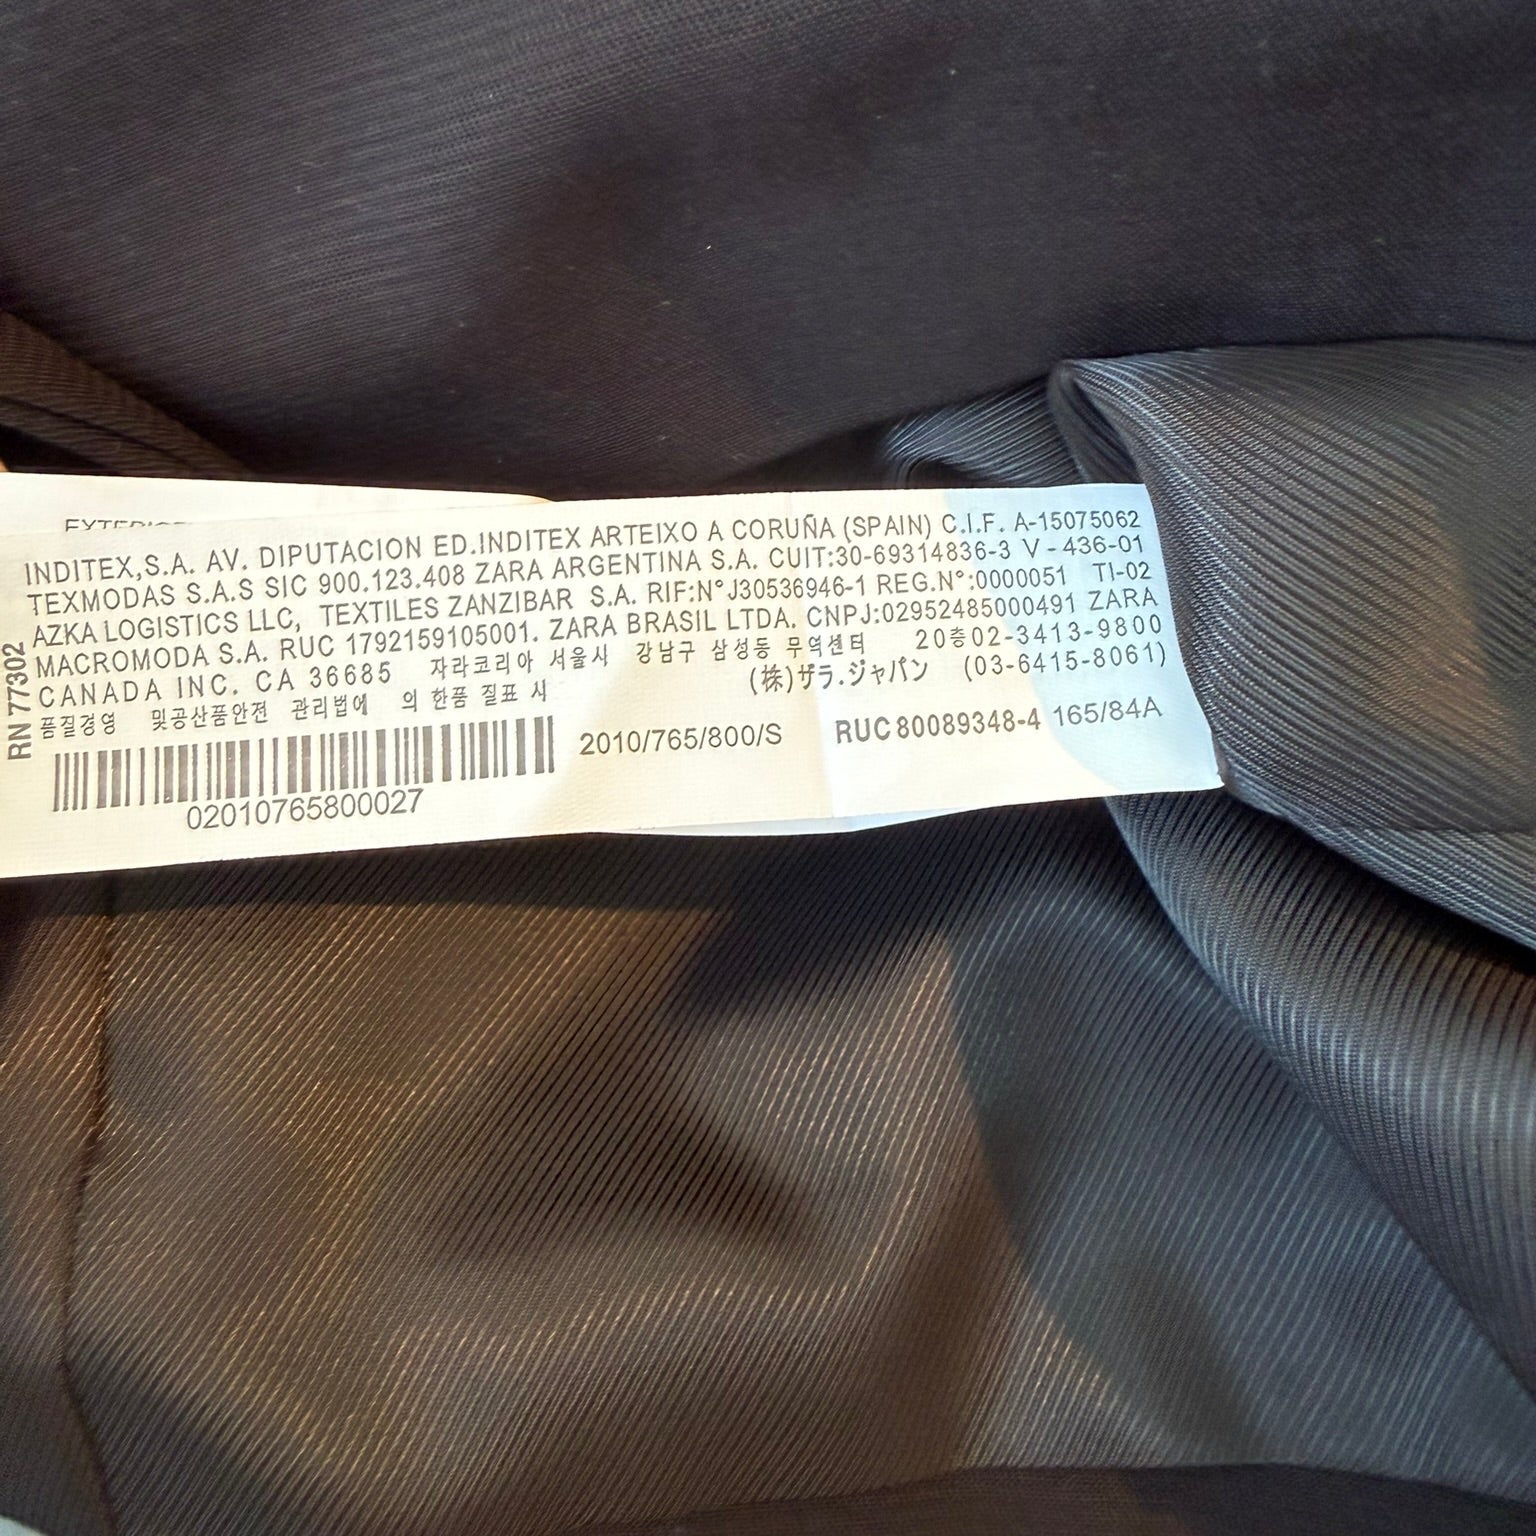 INDITEX,S.A. AV. DIPUTACION ED.INDITEX ARTEIXO A CORUÑA (SPAIN) C.I.F. A-15075062
TEXMODAS S.A.S SIC 900.123.408 ZARA ARGENTINA S.A. CUIT:30-69314836-3 V - 436-01
AZKA LOGISTICS LLC, TEXTILES ZANZIBAR S.A. RIF:N° J30536946-1 REG.N°:0000051 TI-02
MACROMODA S.A. RUC 1792159105001. ZARA BRASIL LTDA. CNPJ:02952485000491 ZARA
CANADA INC. CA 36685 자라코리아 서울시 강남구 삼성동 무역센터 20층02-3413-9800
품질경영 및공산품안전 관리법에 의 한품 질표 시 (株)ザラ.ジャパン (03-6415-8061)
RN 77302
2010/765/800/S RUC 80089348-4 165/84A
02010765800027